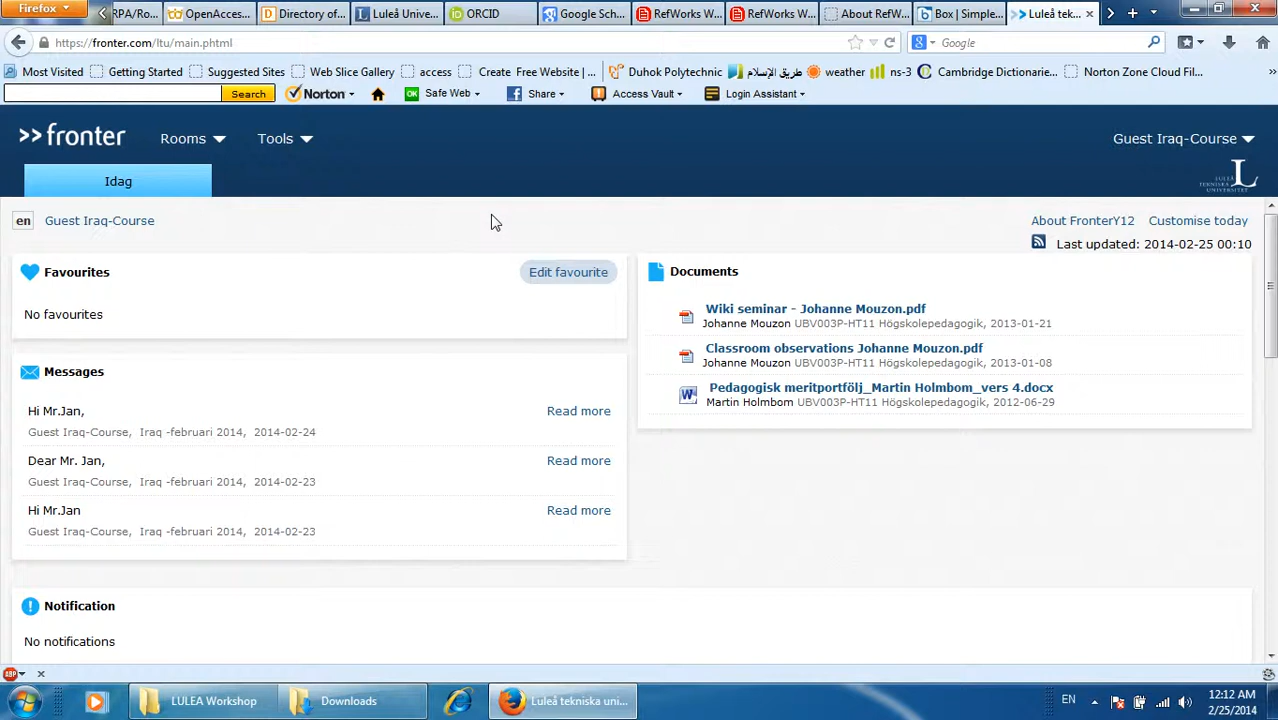 Firefox
RPA/Ro...
OpenAcces...
Directory of...
Luleå Unive...
ORCID
Google Sch...
RefWorks W...
RefWorks W...
About RefW...
Box | Simple...
Luleå tek...
https://fronter.com/ltu/main.phtml
Google
Most Visited
Getting Started
Suggested Sites
Web Slice Gallery
access
Create Free Website | ...
Duhok Polytechnic
طريق الإسلام
weather
ns-3
Cambridge Dictionarie...
Norton Zone Cloud Fil...
Search
Norton
OK Safe Web
Share
Access Vault
Login Assistant
>>fronter
Rooms
Tools
Guest Iraq-Course
Idag
LULEÅ
TEKNISKA
UNIVERSITET
en Guest Iraq-Course
About FronterY12 Customise today
Last updated: 2014-02-25 00:10
Favourites
Edit favourite
No favourites
Messages
Hi Mr.Jan,
Read more
Guest Iraq-Course, Iraq -februari 2014, 2014-02-24
Dear Mr. Jan,
Read more
Guest Iraq-Course, Iraq -februari 2014, 2014-02-23
Hi Mr.Jan
Read more
Guest Iraq-Course, Iraq -februari 2014, 2014-02-23
Documents
Wiki seminar - Johanne Mouzon.pdf
Johanne Mouzon UBV003P-HT11 Högskolepedagogik, 2013-01-21
Classroom observations Johanne Mouzon.pdf
Johanne Mouzon UBV003P-HT11 Högskolepedagogik, 2013-01-08
Pedagogisk meritportfölj_Martin Holmbom_vers 4.docx
Martin Holmbom UBV003P-HT11 Högskolepedagogik, 2012-06-29
Notification
No notifications
ABP
LULEA Workshop
Downloads
Luleå tekniska uni...
EN
12:12 AM
2/25/2014